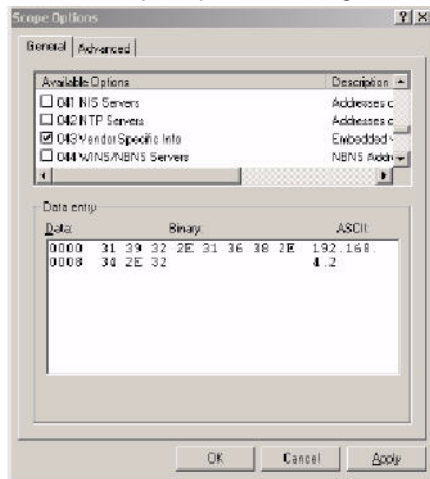 Scope Options
General
Advanced
Available Options
Description
041 NIS Servers
Addresses c
042 NTP Servers
Addresses c
043 Vendor Specific Info
Embedded
044 WINS/NBNS Servers
NBNS Addr
Data entry
Data: Binary: ASCII:
0000 31 39 32 2E 31 36 38 2E 192.168.
0008 34 2E 32 4.2
OK Cancel Apply